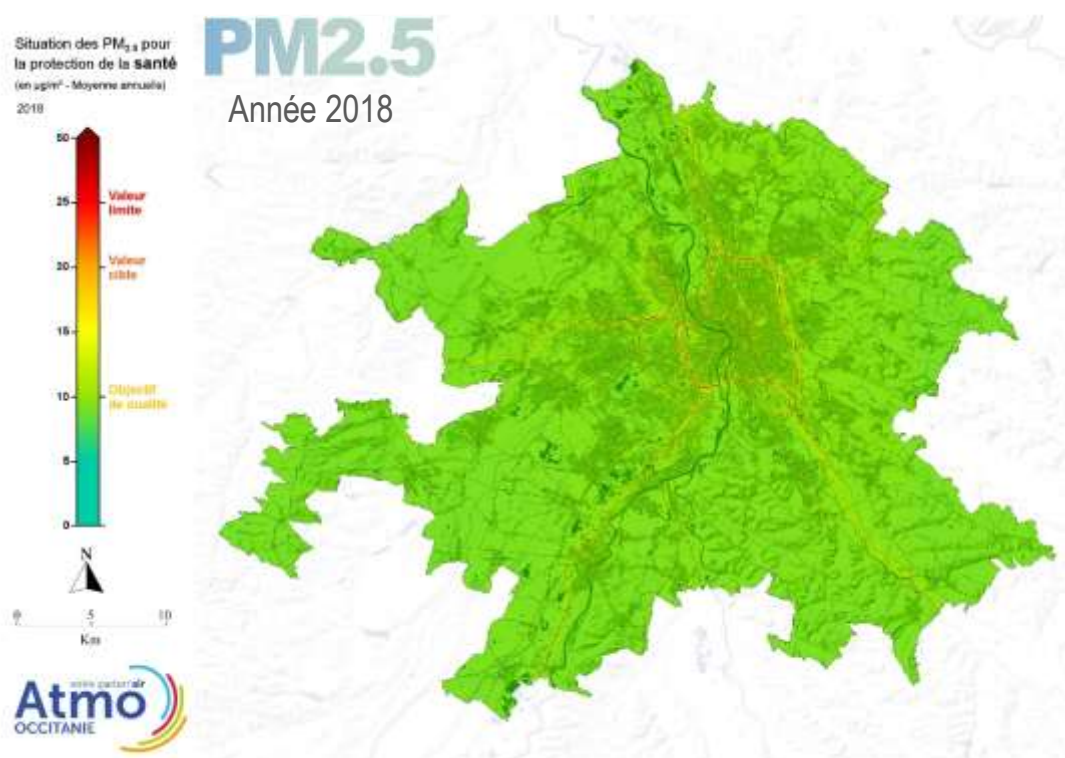 Situation des PM2.5 pour
la protection de la santé
(en µg/m³ - Moyenne annuelle)
2018
PM2.5
Année 2018
50
25
Valeur
limite
20
Valeur
cible
15
10
Objectif
de qualité
5
0
N
0 5 10
Km
votre parten'air
Atmo
OCCITANIE